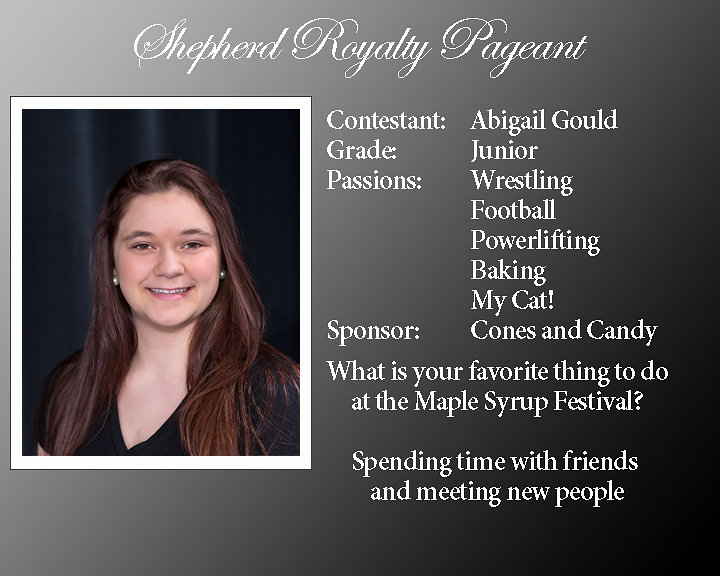 Shepherd Royalty Pageant
Contestant: Abigail Gould
Grade: Junior
Passions: Wrestling
Football
Powerlifting
Baking
My Cat!
Sponsor: Cones and Candy
What is your favorite thing to do
at the Maple Syrup Festival?
Spending time with friends
and meeting new people